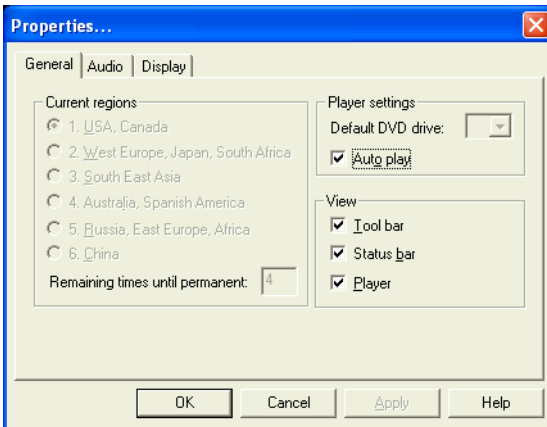 Properties...
General Audio Display
Current regions
1. USA, Canada
2. West Europe, Japan, South Africa
3. South East Asia
4. Australia, Spanish America
5. Russia, East Europe, Africa
6. China
Remaining times until permanent: 4
Player settings
Default DVD drive:
Auto play
View
Tool bar
Status bar
Player
OK Cancel Apply Help